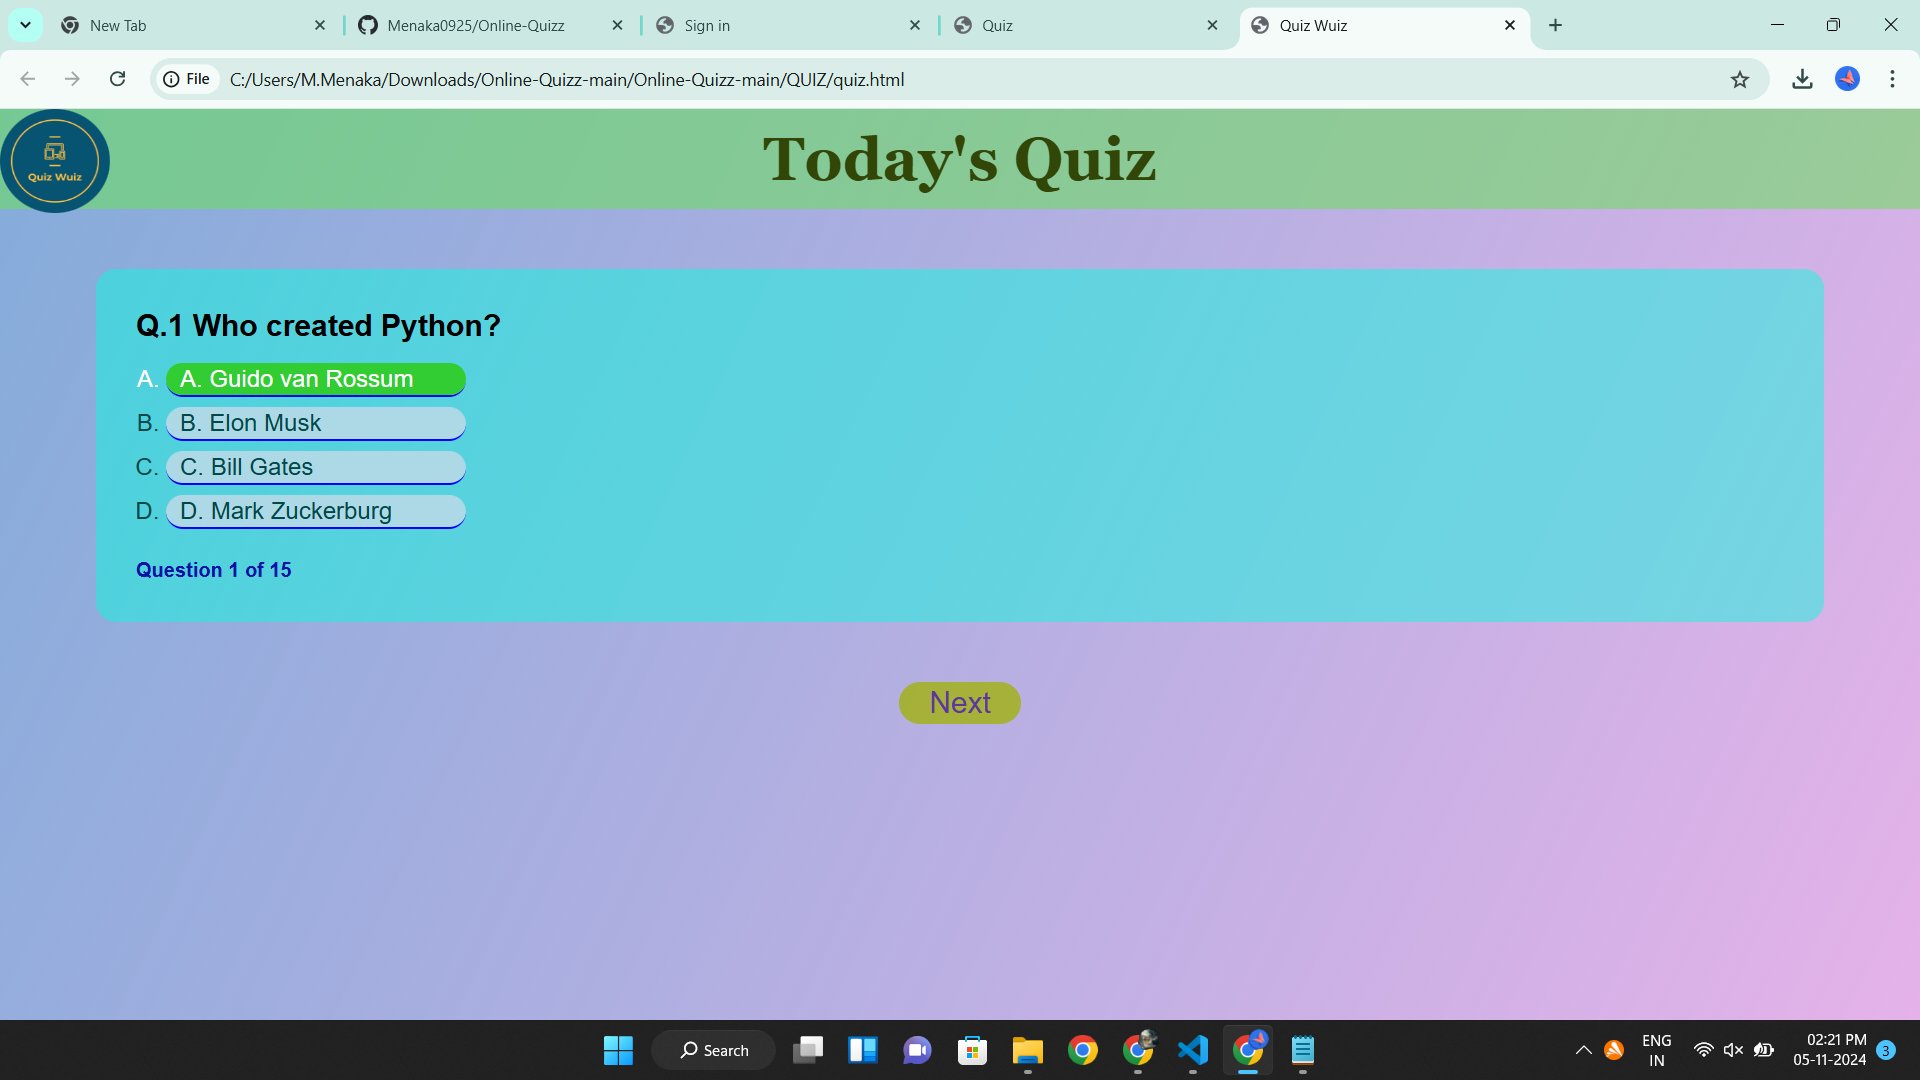 New Tab
Menaka0925/Online-Quizz
Sign in
Quiz
Quiz Wuiz
File
C:/Users/M.Menaka/Downloads/Online-Quizz-main/Online-Quizz-main/QUIZ/quiz.html
Quiz Wuiz
Today's Quiz
Q.1 Who created Python?
A. A. Guido van Rossum
B. B. Elon Musk
C. C. Bill Gates
D. D. Mark Zuckerburg
Question 1 of 15
Next
Search
ENG
IN
02:21 PM
05-11-2024
3